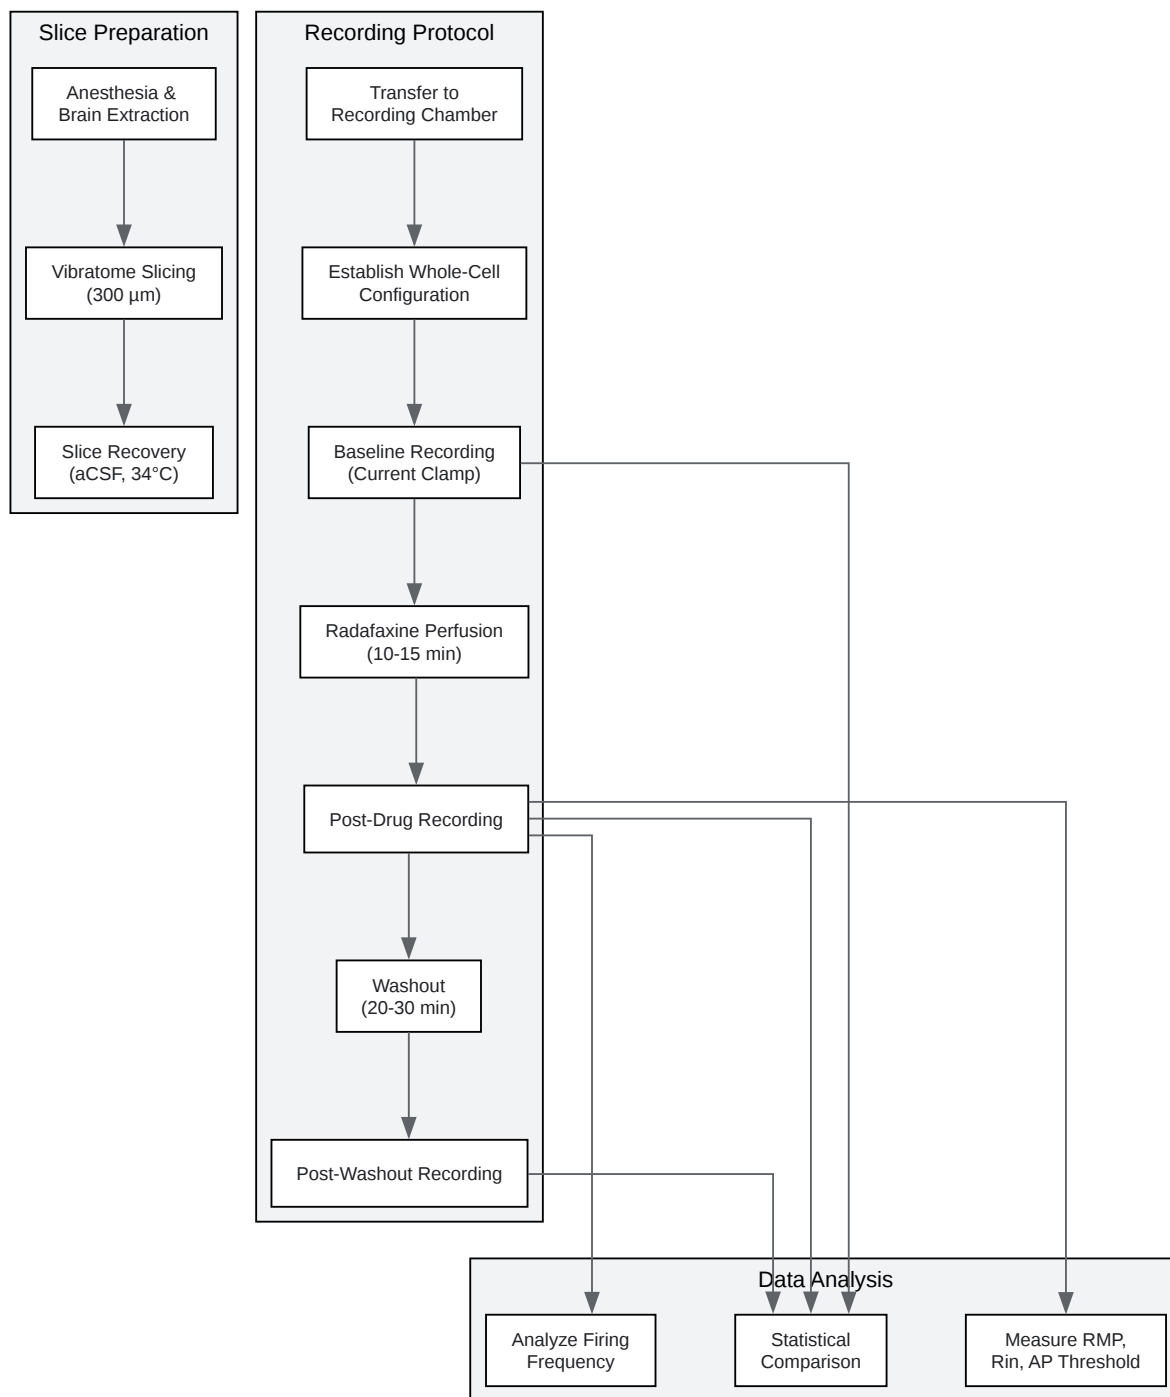 Slice Preparation
Anesthesia &
Brain Extraction
Vibratome Slicing
(300 µm)
Slice Recovery
(aCSF, 34°C)
Recording Protocol
Transfer to
Recording Chamber
Establish Whole-Cell
Configuration
Baseline Recording
(Current Clamp)
Radafaxine Perfusion
(10-15 min)
Post-Drug Recording
Washout
(20-30 min)
Post-Washout Recording
Data Analysis
Analyze Firing
Frequency
Statistical
Comparison
Measure RMP,
Rin, AP Threshold